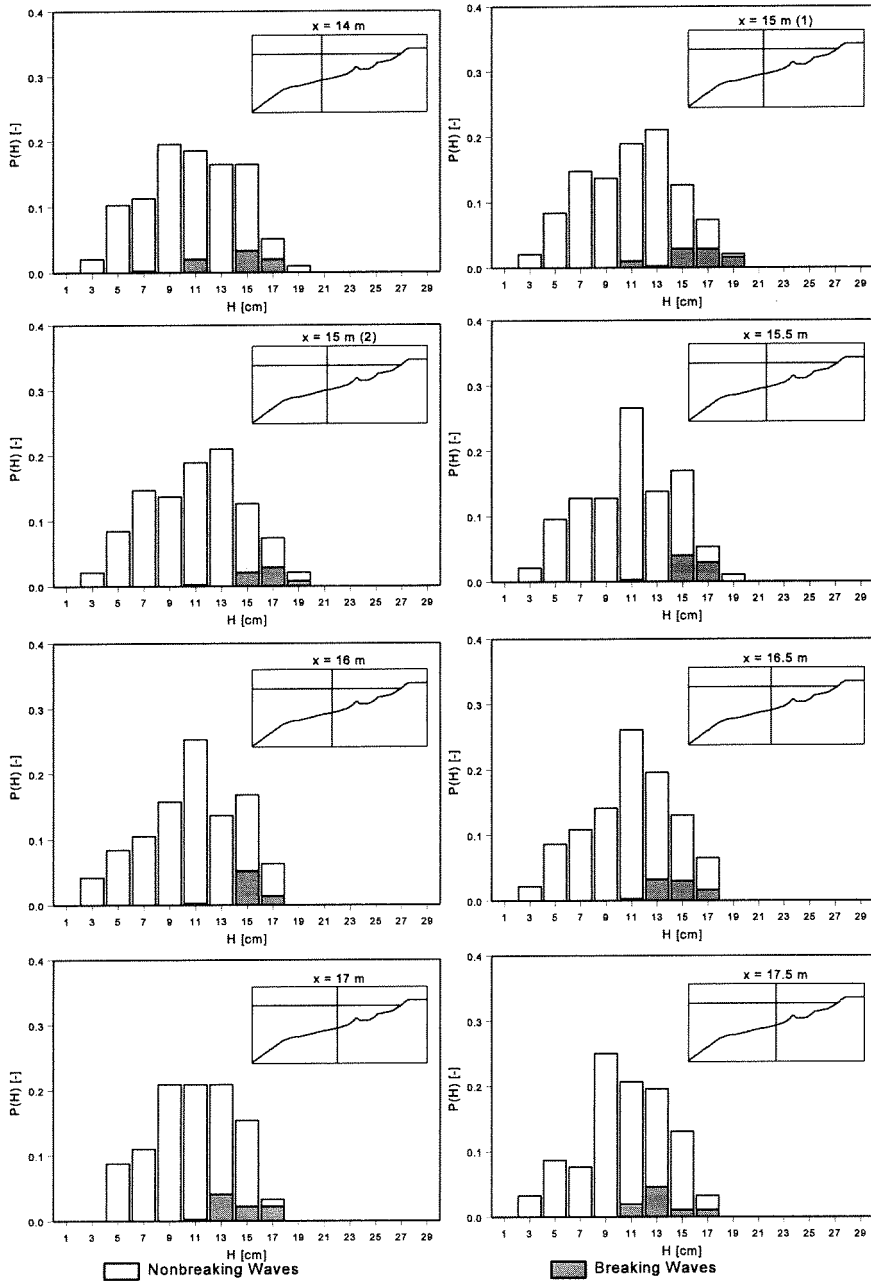 x = 14 m
0.4
0.3
0.2
0.1
0.0
P(H) [-]
1 3 5 7 9 11 13 15 17 19 21 23 25 27 29
H [cm]
x = 15 m (1)
0.4
0.3
0.2
0.1
0.0
P(H) [-]
1 3 5 7 9 11 13 15 17 19 21 23 25 27 29
H [cm]
x = 15 m (2)
0.4
0.3
0.2
0.1
0.0
P(H) [-]
1 3 5 7 9 11 13 15 17 19 21 23 25 27 29
H [cm]
x = 15.5 m
0.4
0.3
0.2
0.1
0.0
P(H) [-]
1 3 5 7 9 11 13 15 17 19 21 23 25 27 29
H [cm]
x = 16 m
0.4
0.3
0.2
0.1
0.0
P(H) [-]
1 3 5 7 9 11 13 15 17 19 21 23 25 27 29
H [cm]
x = 16.5 m
0.4
0.3
0.2
0.1
0.0
P(H) [-]
1 3 5 7 9 11 13 15 17 19 21 23 25 27 29
H [cm]
x = 17 m
0.4
0.3
0.2
0.1
0.0
P(H) [-]
1 3 5 7 9 11 13 15 17 19 21 23 25 27 29
H [cm]
x = 17.5 m
0.4
0.3
0.2
0.1
0.0
P(H) [-]
1 3 5 7 9 11 13 15 17 19 21 23 25 27 29
H [cm]
Nonbreaking Waves
Breaking Waves